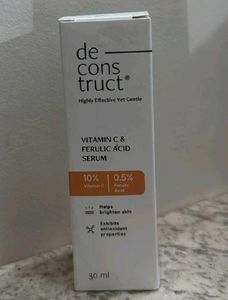 de
cons
truct®
Highly Effective Yet Gentle
VITAMIN C &
FERULIC ACID
SERUM
10% 0.5%
Vitamin C Ferulic
Acid
Helps
brighten skin
Exhibits
antioxidant
properties
30 ml